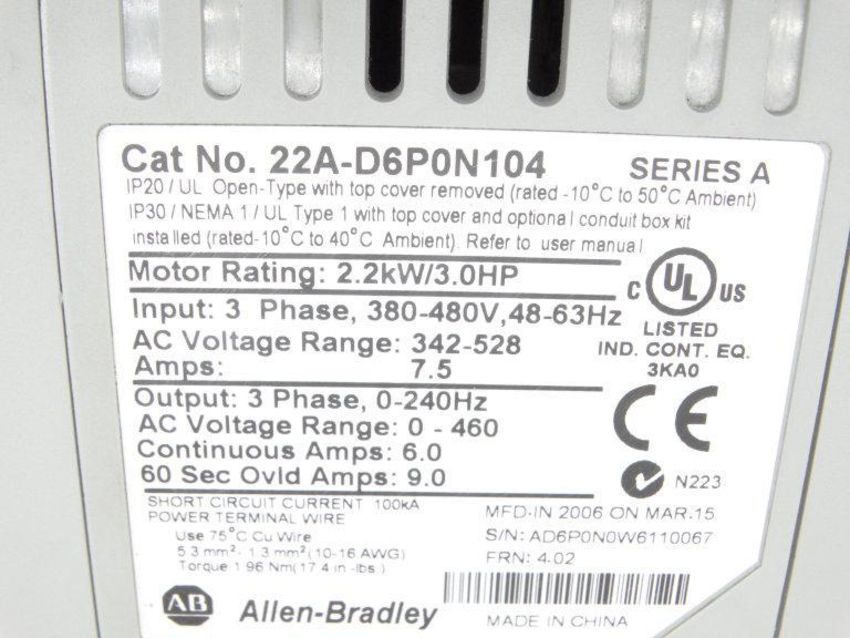 Cat No. 22A-D6P0N104 SERIES A
IP20 / UL Open-Type with top cover removed (rated -10°C to 50°C Ambient)
IP30 / NEMA 1 / UL Type 1 with top cover and optional conduit box kit
installed (rated-10°C to 40°C Ambient). Refer to user manual
Motor Rating: 2.2kW/3.0HP
Input: 3 Phase, 380-480V,48-63Hz
AC Voltage Range: 342-528
Amps: 7.5
C UL US
LISTED
IND. CONT. EQ.
3KA0
Output: 3 Phase, 0-240Hz
AC Voltage Range: 0 - 460
Continuous Amps: 6.0
60 Sec Ovld Amps: 9.0
CE
N223
SHORT CIRCUIT CURRENT 100kA
POWER TERMINAL WIRE
Use 75°C Cu Wire
5.3 mm²- 1.3 mm² (10-16 AWG)
Torque 1.96 Nm(17.4 in -lbs.)
MFD-IN 2006 ON MAR.15
S/N: AD6P0N0W6110067
FRN: 4.02
AB Allen-Bradley
MADE IN CHINA